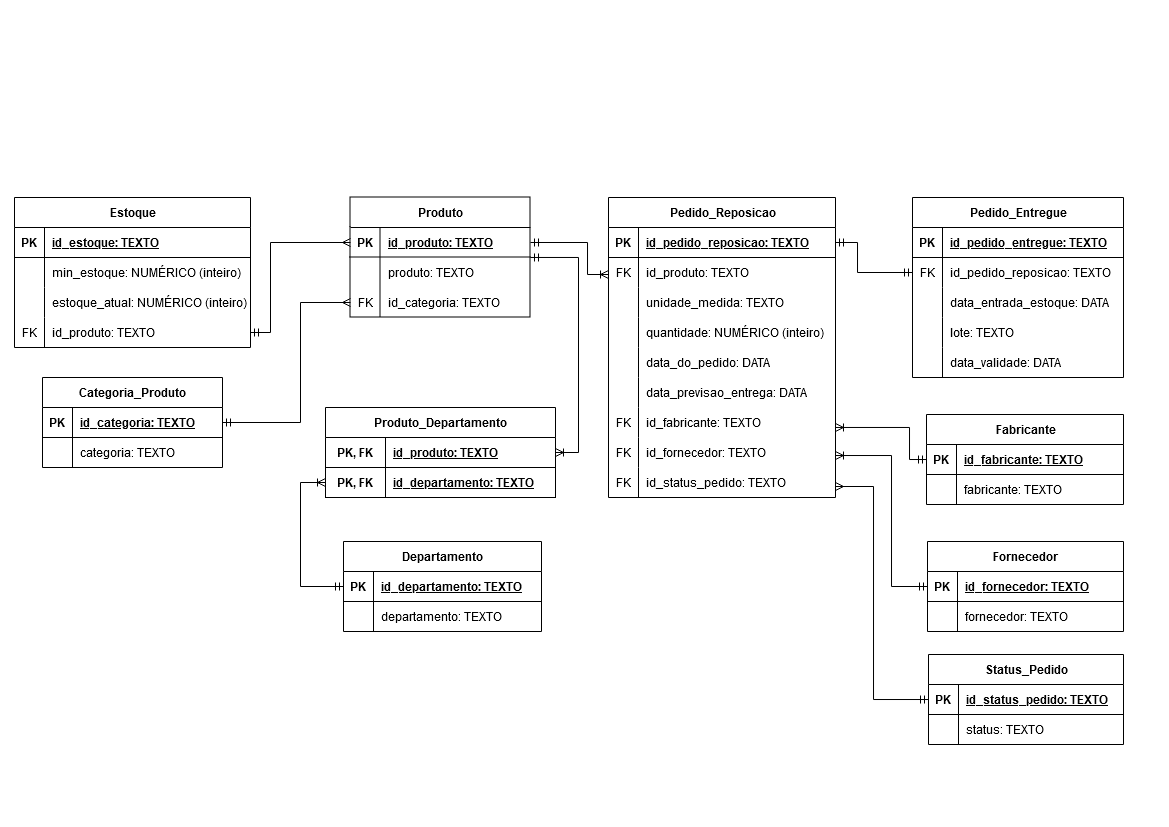 Estoque
PK id_estoque: TEXTO
min_estoque: NUMÉRICO (inteiro)
estoque_atual: NUMÉRICO (inteiro)
FK id_produto: TEXTO
Categoria_Produto
PK id_categoria: TEXTO
categoria: TEXTO
Produto
PK id_produto: TEXTO
produto: TEXTO
FK id_categoria: TEXTO
Produto_Departamento
PK, FK id_produto: TEXTO
PK, FK id_departamento: TEXTO
Departamento
PK id_departamento: TEXTO
departamento: TEXTO
Pedido_Reposicao
PK id_pedido_reposicao: TEXTO
FK id_produto: TEXTO
unidade_medida: TEXTO
quantidade: NUMÉRICO (inteiro)
data_do_pedido: DATA
data_previsao_entrega: DATA
FK id_fabricante: TEXTO
FK id_fornecedor: TEXTO
FK id_status_pedido: TEXTO
Pedido_Entregue
PK id_pedido_entregue: TEXTO
FK id_pedido_reposicao: TEXTO
data_entrada_estoque: DATA
lote: TEXTO
data_validade: DATA
Fabricante
PK id_fabricante: TEXTO
fabricante: TEXTO
Fornecedor
PK id_fornecedor: TEXTO
fornecedor: TEXTO
Status_Pedido
PK id_status_pedido: TEXTO
status: TEXTO